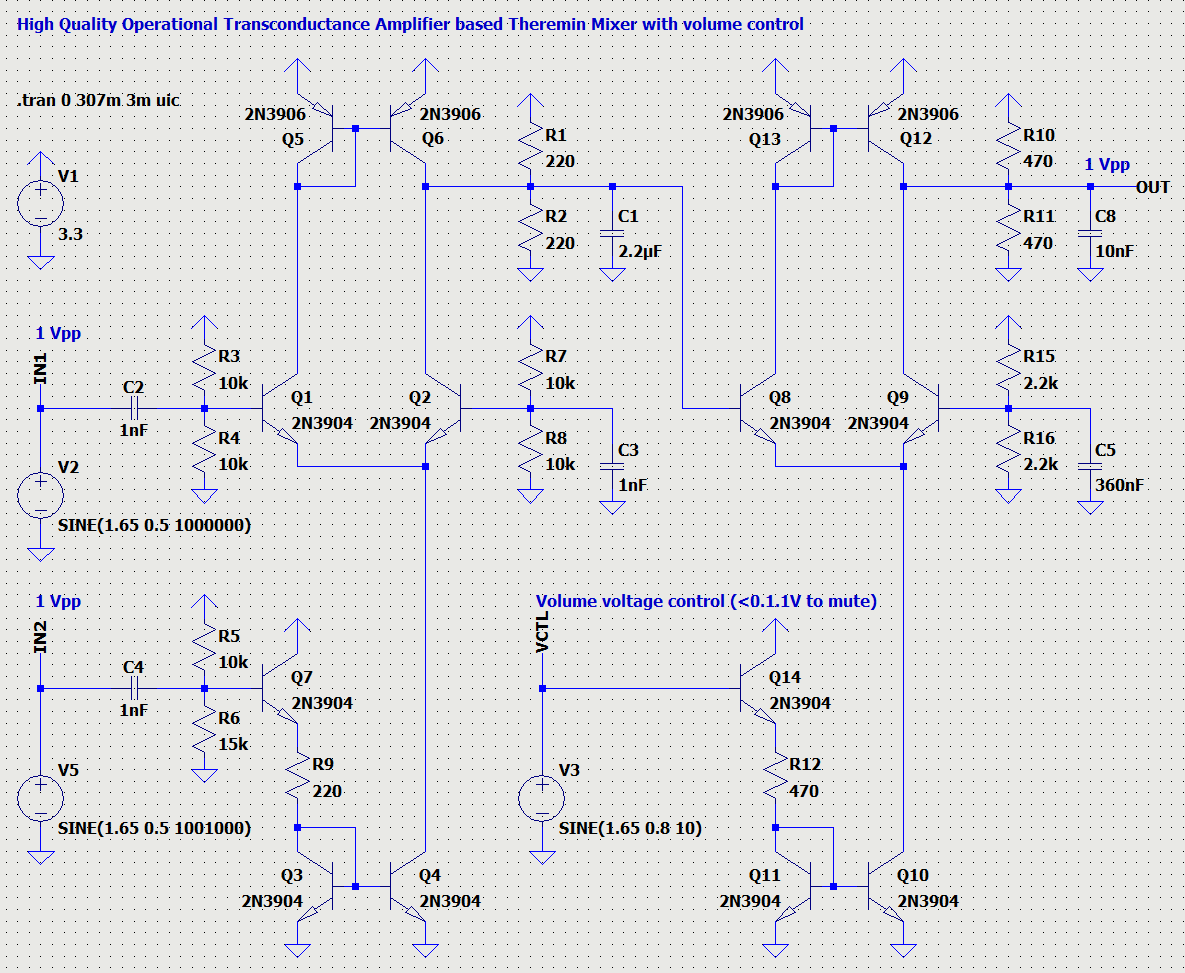 High Quality Operational Transconductance Amplifier based Theremin Mixer with volume control
.tran 0 307m 3m uic
2N3906
Q5
2N3906
Q6
R1
220
2N3906
Q13
2N3906
Q12
R10
470
1 Vpp
OUT
V1
3.3
R2
220
C1
2.2µF
R11
470
C8
10nF
1 Vpp
IN1
C2
1nF
R3
10k
R4
10k
Q1
2N3904
Q2
2N3904
R7
10k
R8
10k
C3
1nF
Q8
2N3904
Q9
2N3904
R15
2.2k
R16
2.2k
C5
360nF
V2
SINE(1.65 0.5 1000000)
1 Vpp
IN2
C4
1nF
R5
10k
R6
15k
Q7
2N3904
R9
220
Volume voltage control (<0.1.1V to mute)
VCTL
Q14
2N3904
R12
470
V5
SINE(1.65 0.5 1001000)
V3
SINE(1.65 0.8 10)
Q3
2N3904
Q4
2N3904
Q11
2N3904
Q10
2N3904